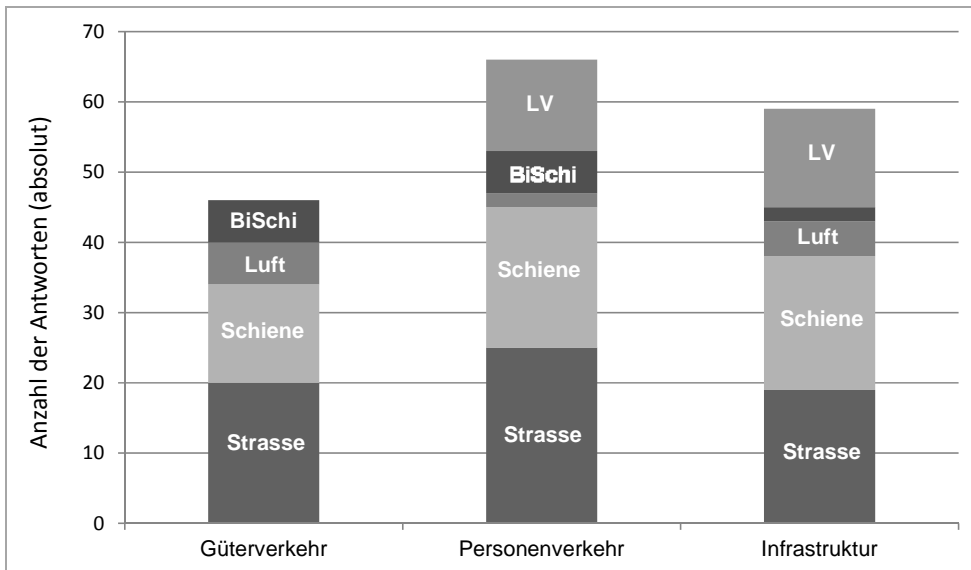 Anzahl der Antworten (absolut)
70
60
50
40
30
20
10
0
BiSchi
Luft
Schiene
Strasse
LV
BiSchi
Schiene
Strasse
LV
Luft
Schiene
Strasse
Güterverkehr
Personenverkehr
Infrastruktur